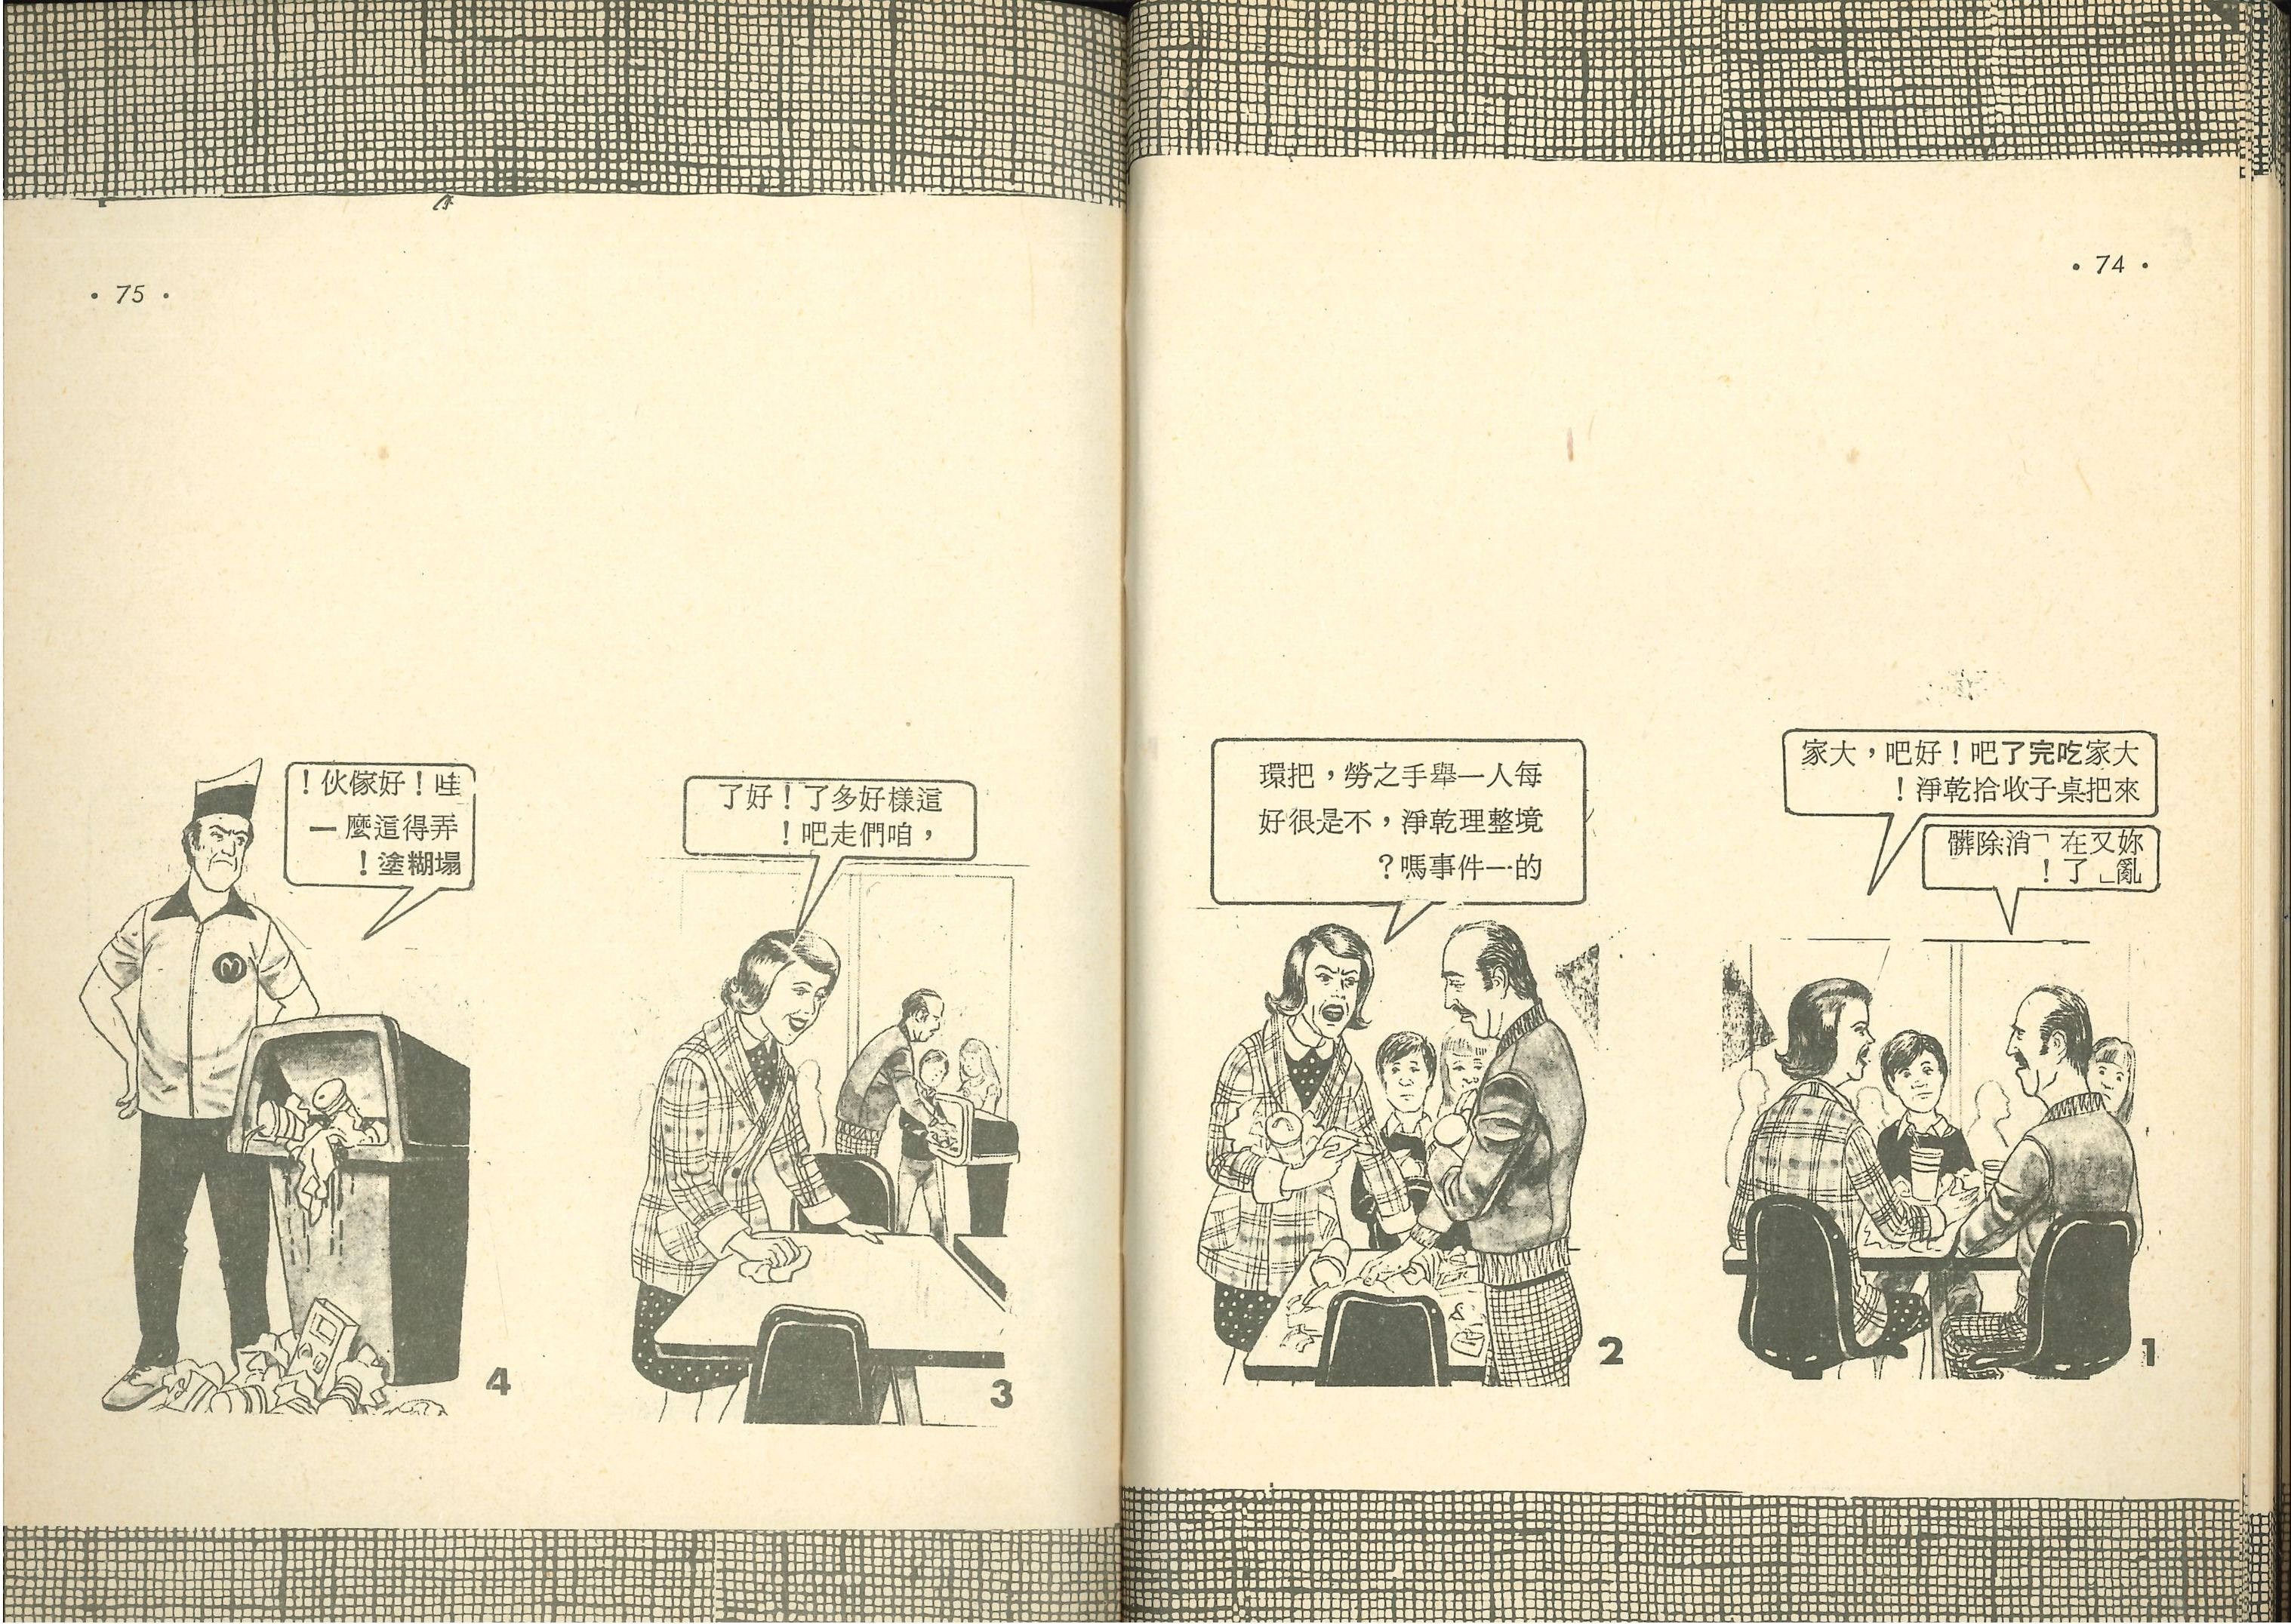 • 74 •
大家吃完了吧！好吧，大家
來把桌子收拾乾淨！
妳又在「消除髒
亂」了！
1
每人一舉手之勞，把環
境整理乾淨，不是很好
的一件事嗎？
2
• 75 •
這樣好多了！好了
，咱們走吧！
3
哇！好傢伙！
弄得這麼一
塌糊塗！
M
4